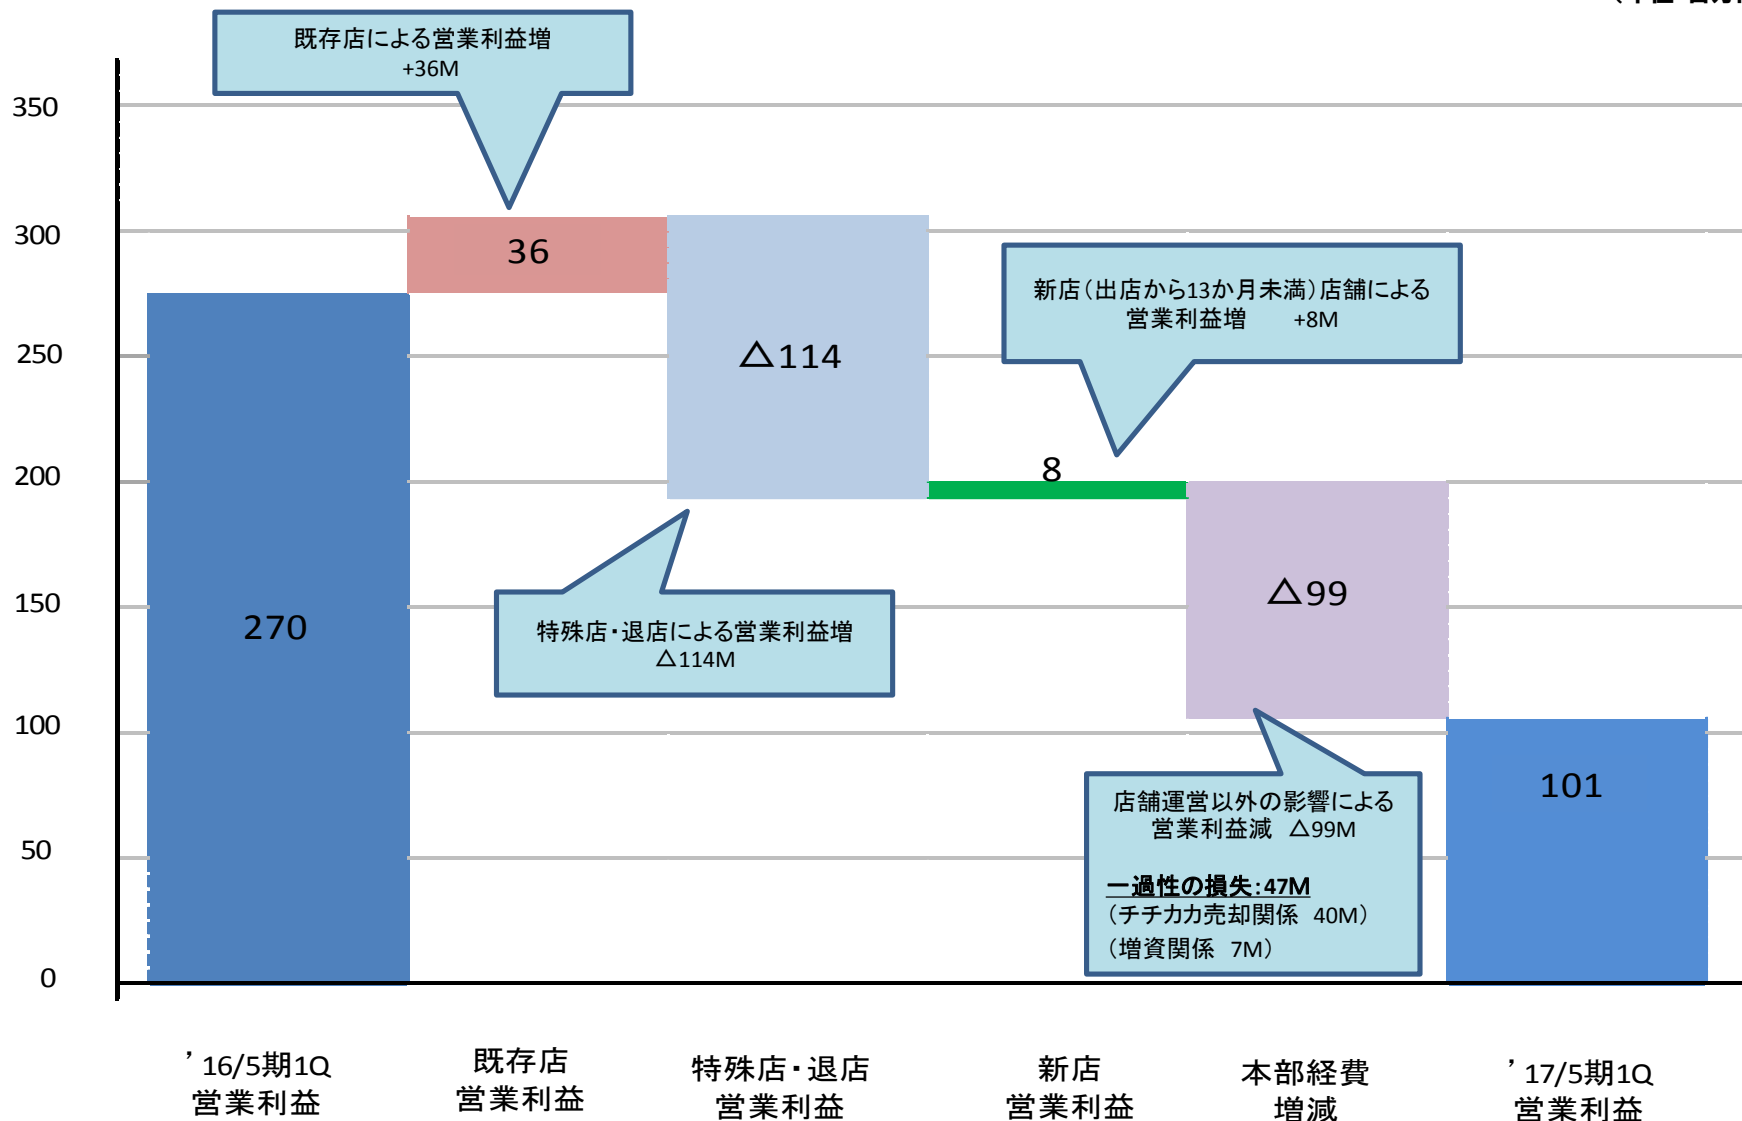 既存店による営業利益増
+36M
350
300
250
200
150
100
50
0
36
△114
新店(出店から13か月未満)店舗による
営業利益増 +8M
8
270
特殊店・退店による営業利益増
△114M
△99
店舗運営以外の影響による
営業利益減 △99M
一過性の損失:47M
(チチカカ売却関係 40M)
(増資関係 7M)
101
’16/5期1Q
営業利益
既存店
営業利益
特殊店・退店
営業利益
新店
営業利益
本部経費
増減
’17/5期1Q
営業利益